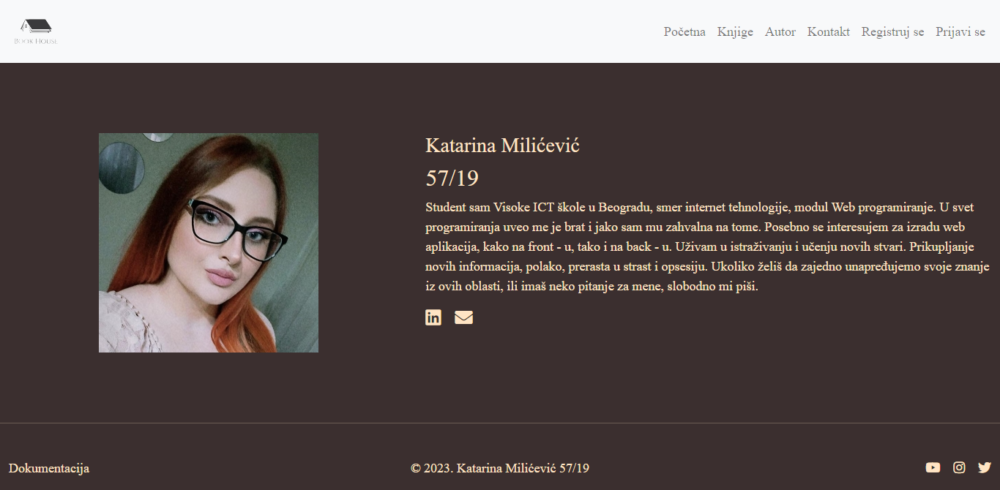 BOOK HOUSE
Početna Knjige Autor Kontakt Registruj se Prijavi se
Katarina Milićević
57/19
Student sam Visoke ICT škole u Beogradu, smer internet tehnologije, modul Web programiranje. U svet
programiranja uveo me je brat i jako sam mu zahvalna na tome. Posebno se interesujem za izradu web
aplikacija, kako na front - u, tako i na back - u. Uživam u istraživanju i učenju novih stvari. Prikupljanje
novih informacija, polako, prerasta u strast i opsesiju. Ukoliko želiš da zajedno unapređujemo svoje znanje
iz ovih oblasti, ili imaš neko pitanje za mene, slobodno mi piši.
in
Dokumentacija
© 2023. Katarina Milićević 57/19